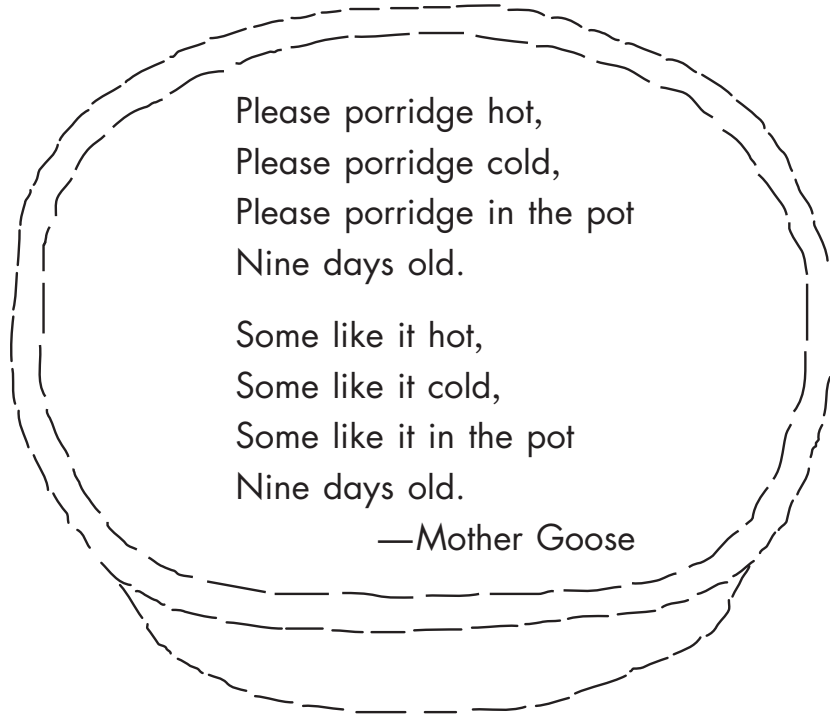 Please porridge hot,
Please porridge cold,
Please porridge in the pot
Nine days old.
Some like it hot,
Some like it cold,
Some like it in the pot
Nine days old.
—Mother Goose